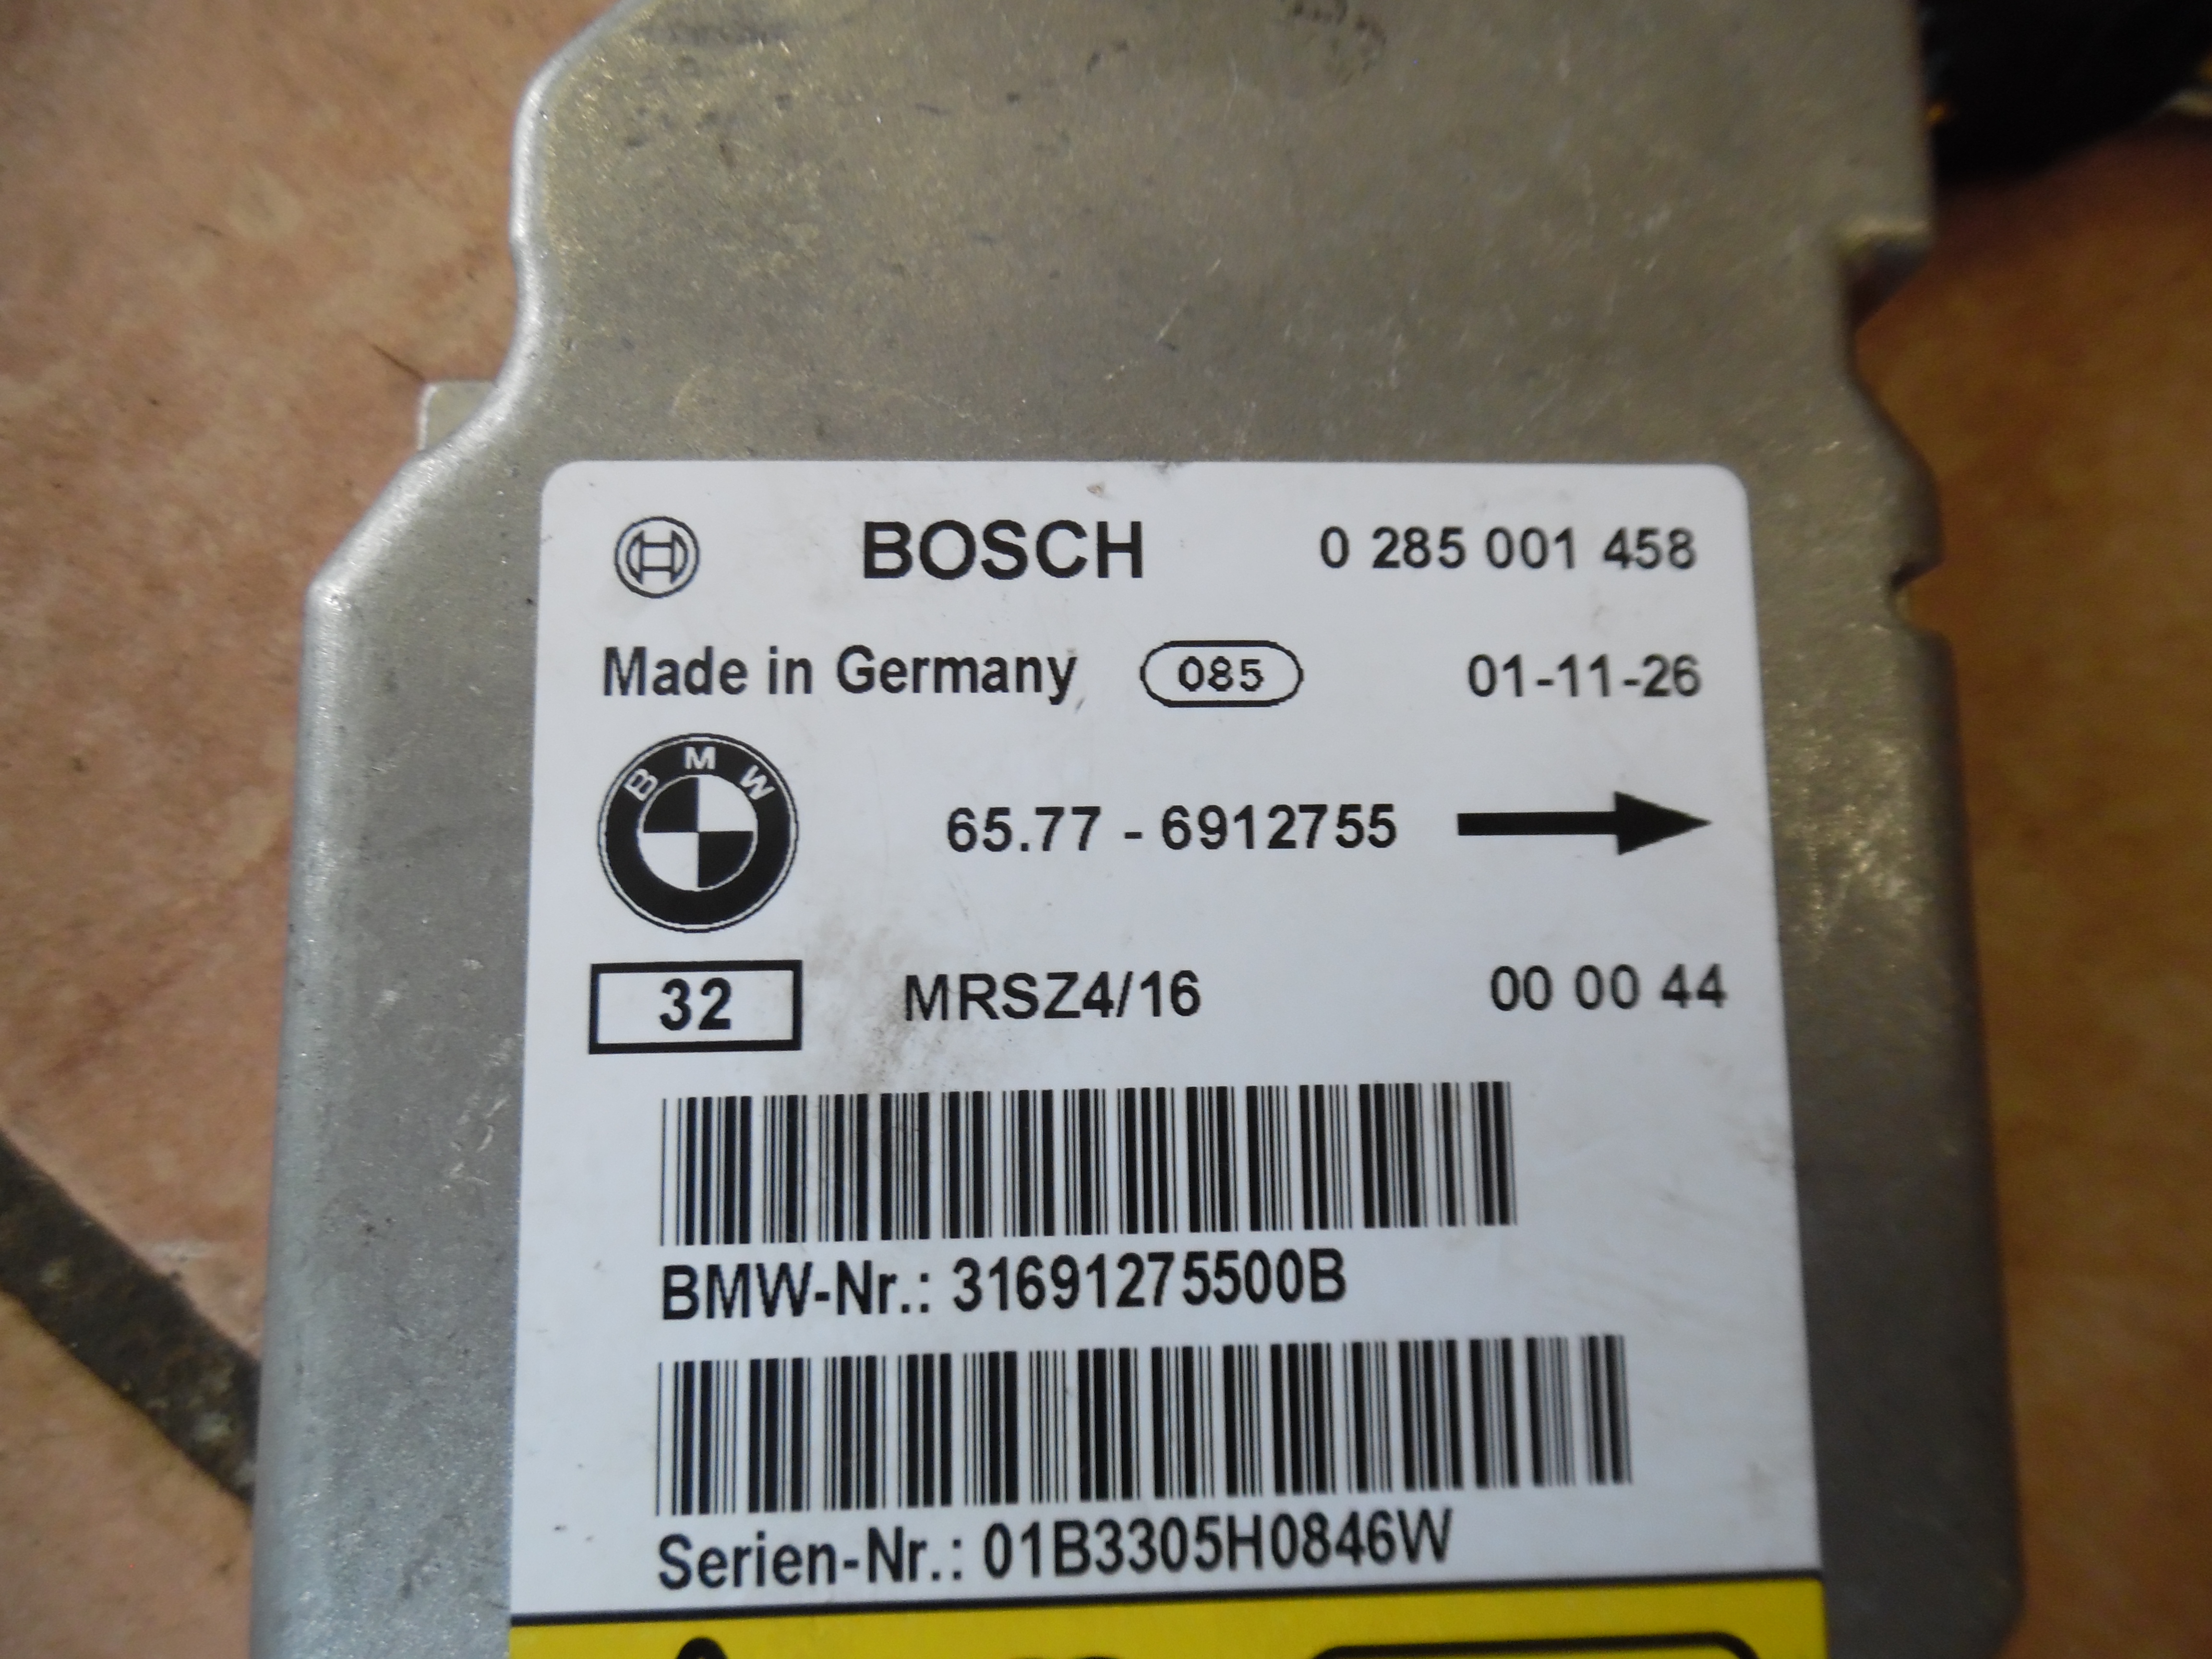 BOSCH 0 285 001 458
Made in Germany 085 01-11-26
BMW
65.77 - 6912755
32 MRSZ4/16 00 00 44
BMW-Nr.: 31691275500B
Serien-Nr.: 01B3305H0846W